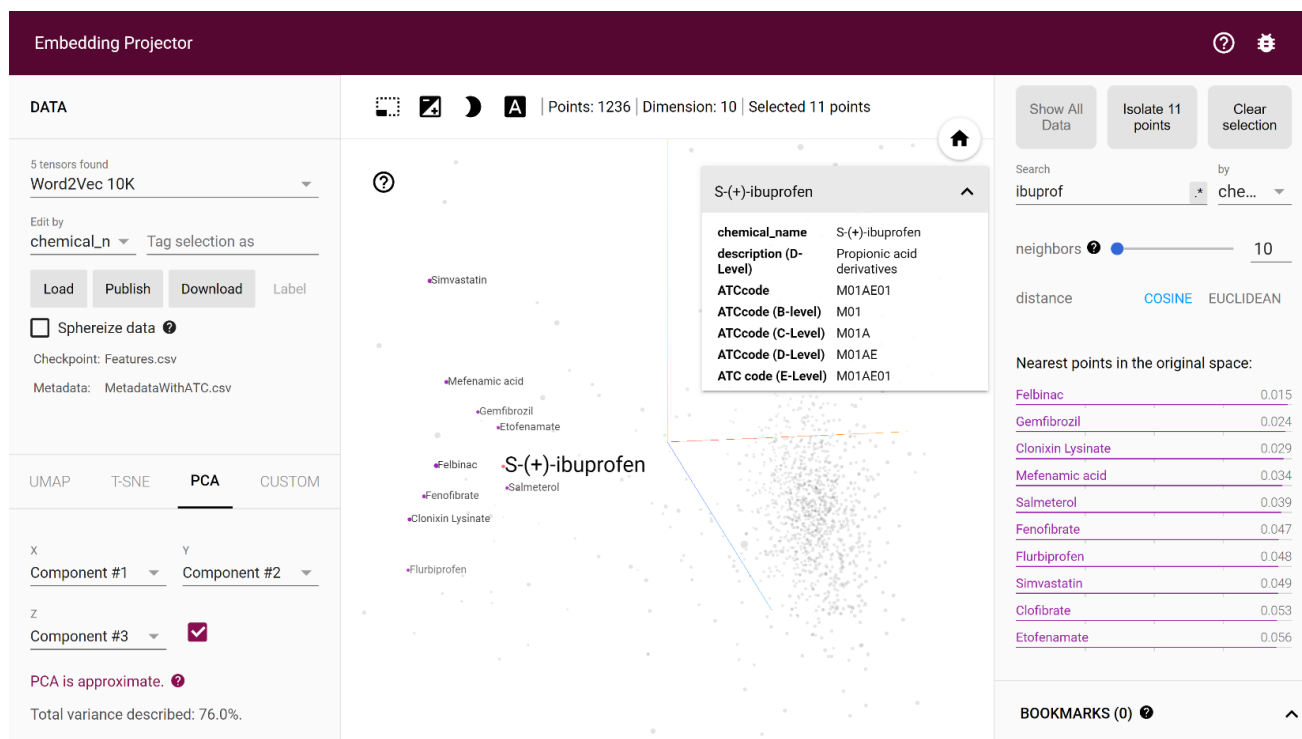 Embedding Projector
DATA
5 tensors found
Word2Vec 10K
Edit by
chemical_n
Tag selection as
Load
Publish
Download
Label
Sphereize data
Checkpoint: Features.csv
Metadata: MetadataWithATC.csv
UMAP
T-SNE
PCA
CUSTOM
X
Component #1
Y
Component #2
Z
Component #3
PCA is approximate.
Total variance described: 76.0%.
A
Points: 1236 | Dimension: 10 | Selected 11 points
Simvastatin
Mefenamic acid
Gemfibrozil
Etofenamate
Felbinac
S-(+)-ibuprofen
Salmeterol
Fenofibrate
Clonixin Lysinate
Flurbiprofen
S-(+)-ibuprofen
chemical_name S-(+)-ibuprofen
description (D-
Level)
Propionic acid
derivatives
ATCcode M01AE01
ATCcode (B-level) M01
ATCcode (C-Level) M01A
ATCcode (D-Level) M01AE
ATC code (E-Level) M01AE01
Show All
Data
Isolate 11
points
Clear
selection
Search
ibuprof
.*
by
che...
neighbors
10
distance
COSINE
EUCLIDEAN
Nearest points in the original space:
Felbinac 0.015
Gemfibrozil 0.024
Clonixin Lysinate 0.029
Mefenamic acid 0.034
Salmeterol 0.039
Fenofibrate 0.047
Flurbiprofen 0.048
Simvastatin 0.049
Clofibrate 0.053
Etofenamate 0.056
BOOKMARKS (0)